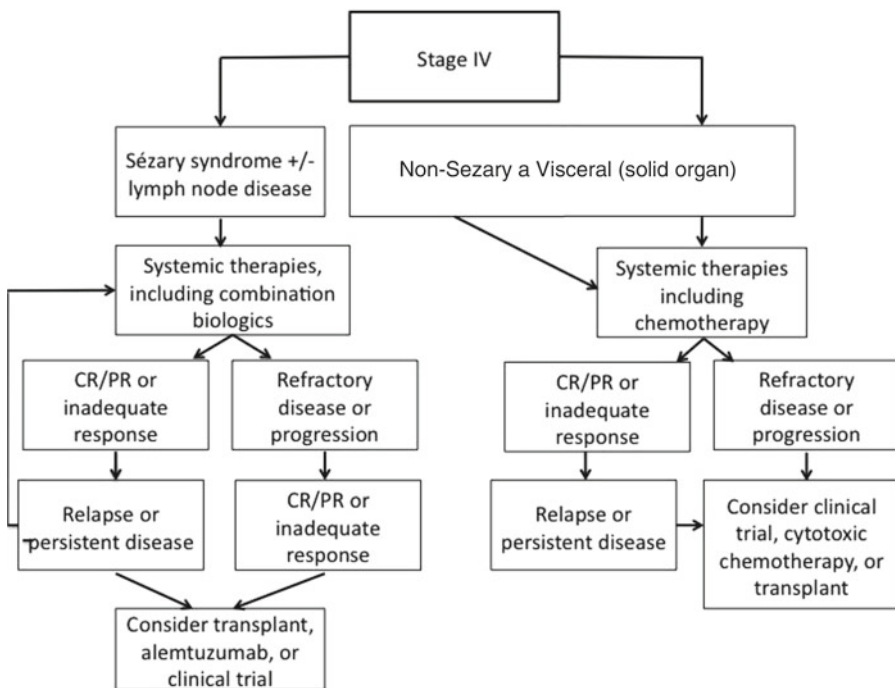 Stage IV
Sézary syndrome +/-
lymph node disease
Non-Sezary a Visceral (solid organ)
Systemic therapies,
including combination
biologics
Systemic therapies
including
chemotherapy
CR/PR or
inadequate
response
Refractory
disease or
progression
CR/PR or
inadequate
response
Refractory
disease or
progression
Relapse or
persistent disease
CR/PR or
inadequate
response
Relapse or
persistent disease
Consider clinical
trial, cytotoxic
chemotherapy, or
transplant
Consider transplant,
alemtuzumab, or
clinical trial